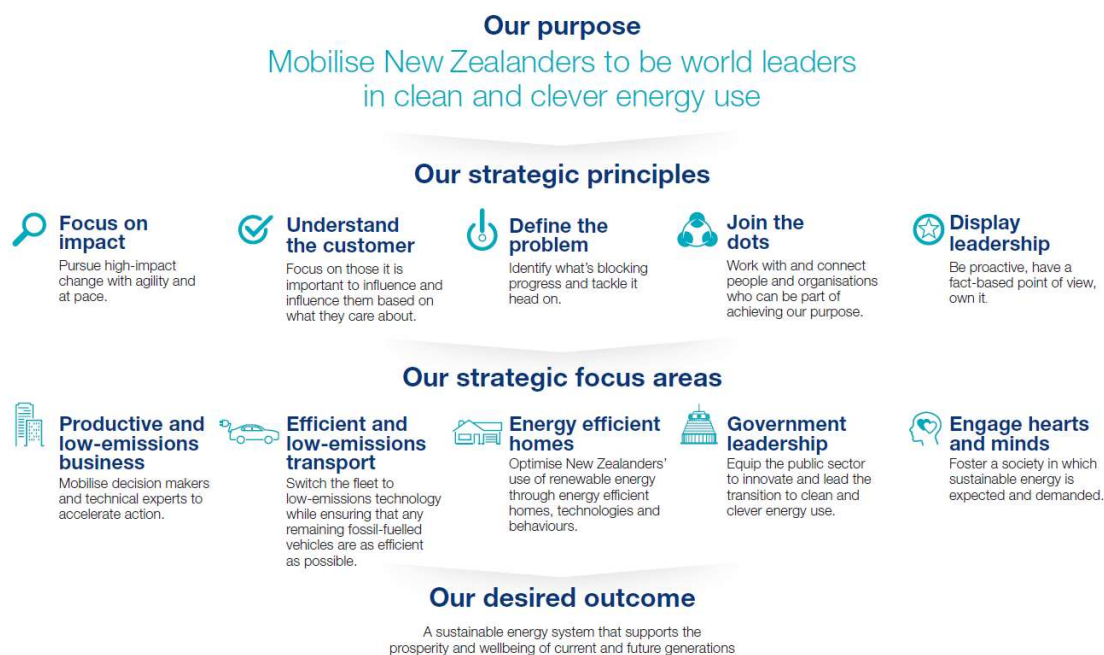 Our purpose
Mobilise New Zealanders to be world leaders
in clean and clever energy use
Our strategic principles
Focus on
impact
Pursue high-impact
change with agility and
at pace.
Understand
the customer
Focus on those it is
important to influence and
influence them based on
what they care about.
Define the
problem
Identify what's blocking
progress and tackle it
head on.
Join the
dots
Work with and connect
people and organisations
who can be part of
achieving our purpose.
Display
leadership
Be proactive, have a
fact-based point of view,
own it.
Our strategic focus areas
Productive and
low-emissions
business
Mobilise decision makers
and technical experts to
accelerate action.
Efficient and
low-emissions
transport
Switch the fleet to
low-emissions technology
while ensuring that any
remaining fossil-fuelled
vehicles are as efficient
as possible.
Energy efficient
homes
Optimise New Zealanders'
use of renewable energy
through energy efficient
homes, technologies and
behaviours.
Government
leadership
Equip the public sector
to innovate and lead the
transition to clean and
clever energy use.
Engage hearts
and minds
Foster a society in which
sustainable energy is
expected and demanded.
Our desired outcome
A sustainable energy system that supports the
prosperity and wellbeing of current and future generations